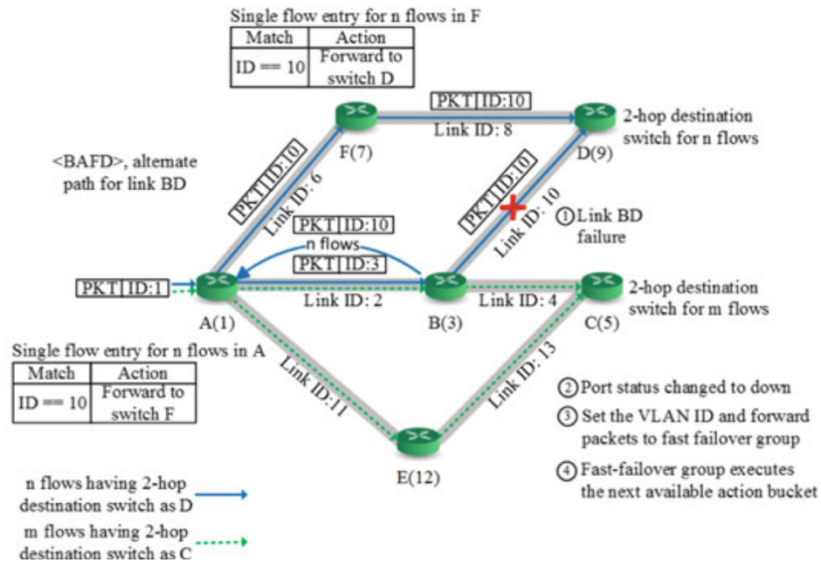 Single flow entry for n flows in F
Match Action
ID == 10 Forward to
switch D
PKT ID:10
Link ID: 8
F(7)
D(9)
2-hop destination
switch for n flows
<BAFD>, alternate
path for link BD
PKT ID:10
Link ID: 6
PKT ID:10
Link ID: 10
① Link BD
failure
PKT ID:10
n flows
PKT ID:3
PKT ID:1
Link ID: 2
Link ID: 4
A(1)
B(3)
C(5)
2-hop destination
switch for m flows
Single flow entry for n flows in A
Match Action
ID == 10 Forward to
switch F
Link ID:11
Link ID: 13
E(12)
② Port status changed to down
③ Set the VLAN ID and forward
packets to fast failover group
④ Fast-failover group executes
the next available action bucket
n flows having 2-hop
destination switch as D
m flows having 2-hop
destination switch as C